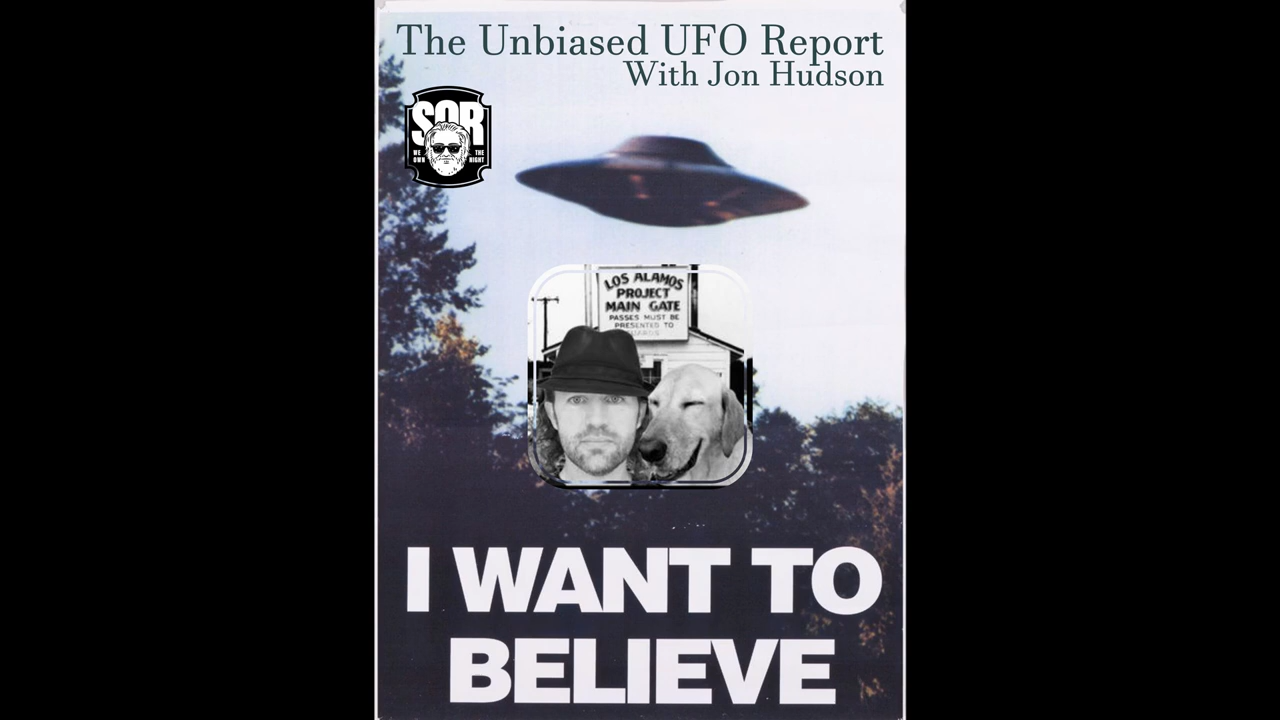 The Unbiased UFO Report
With Jon Hudson
SOR
WE OWN THE NIGHT
LOS ALAMOS
PROJECT
MAIN GATE
PASSES MUST BE
PRESENTED TO
GUARDS
I WANT TO
BELIEVE